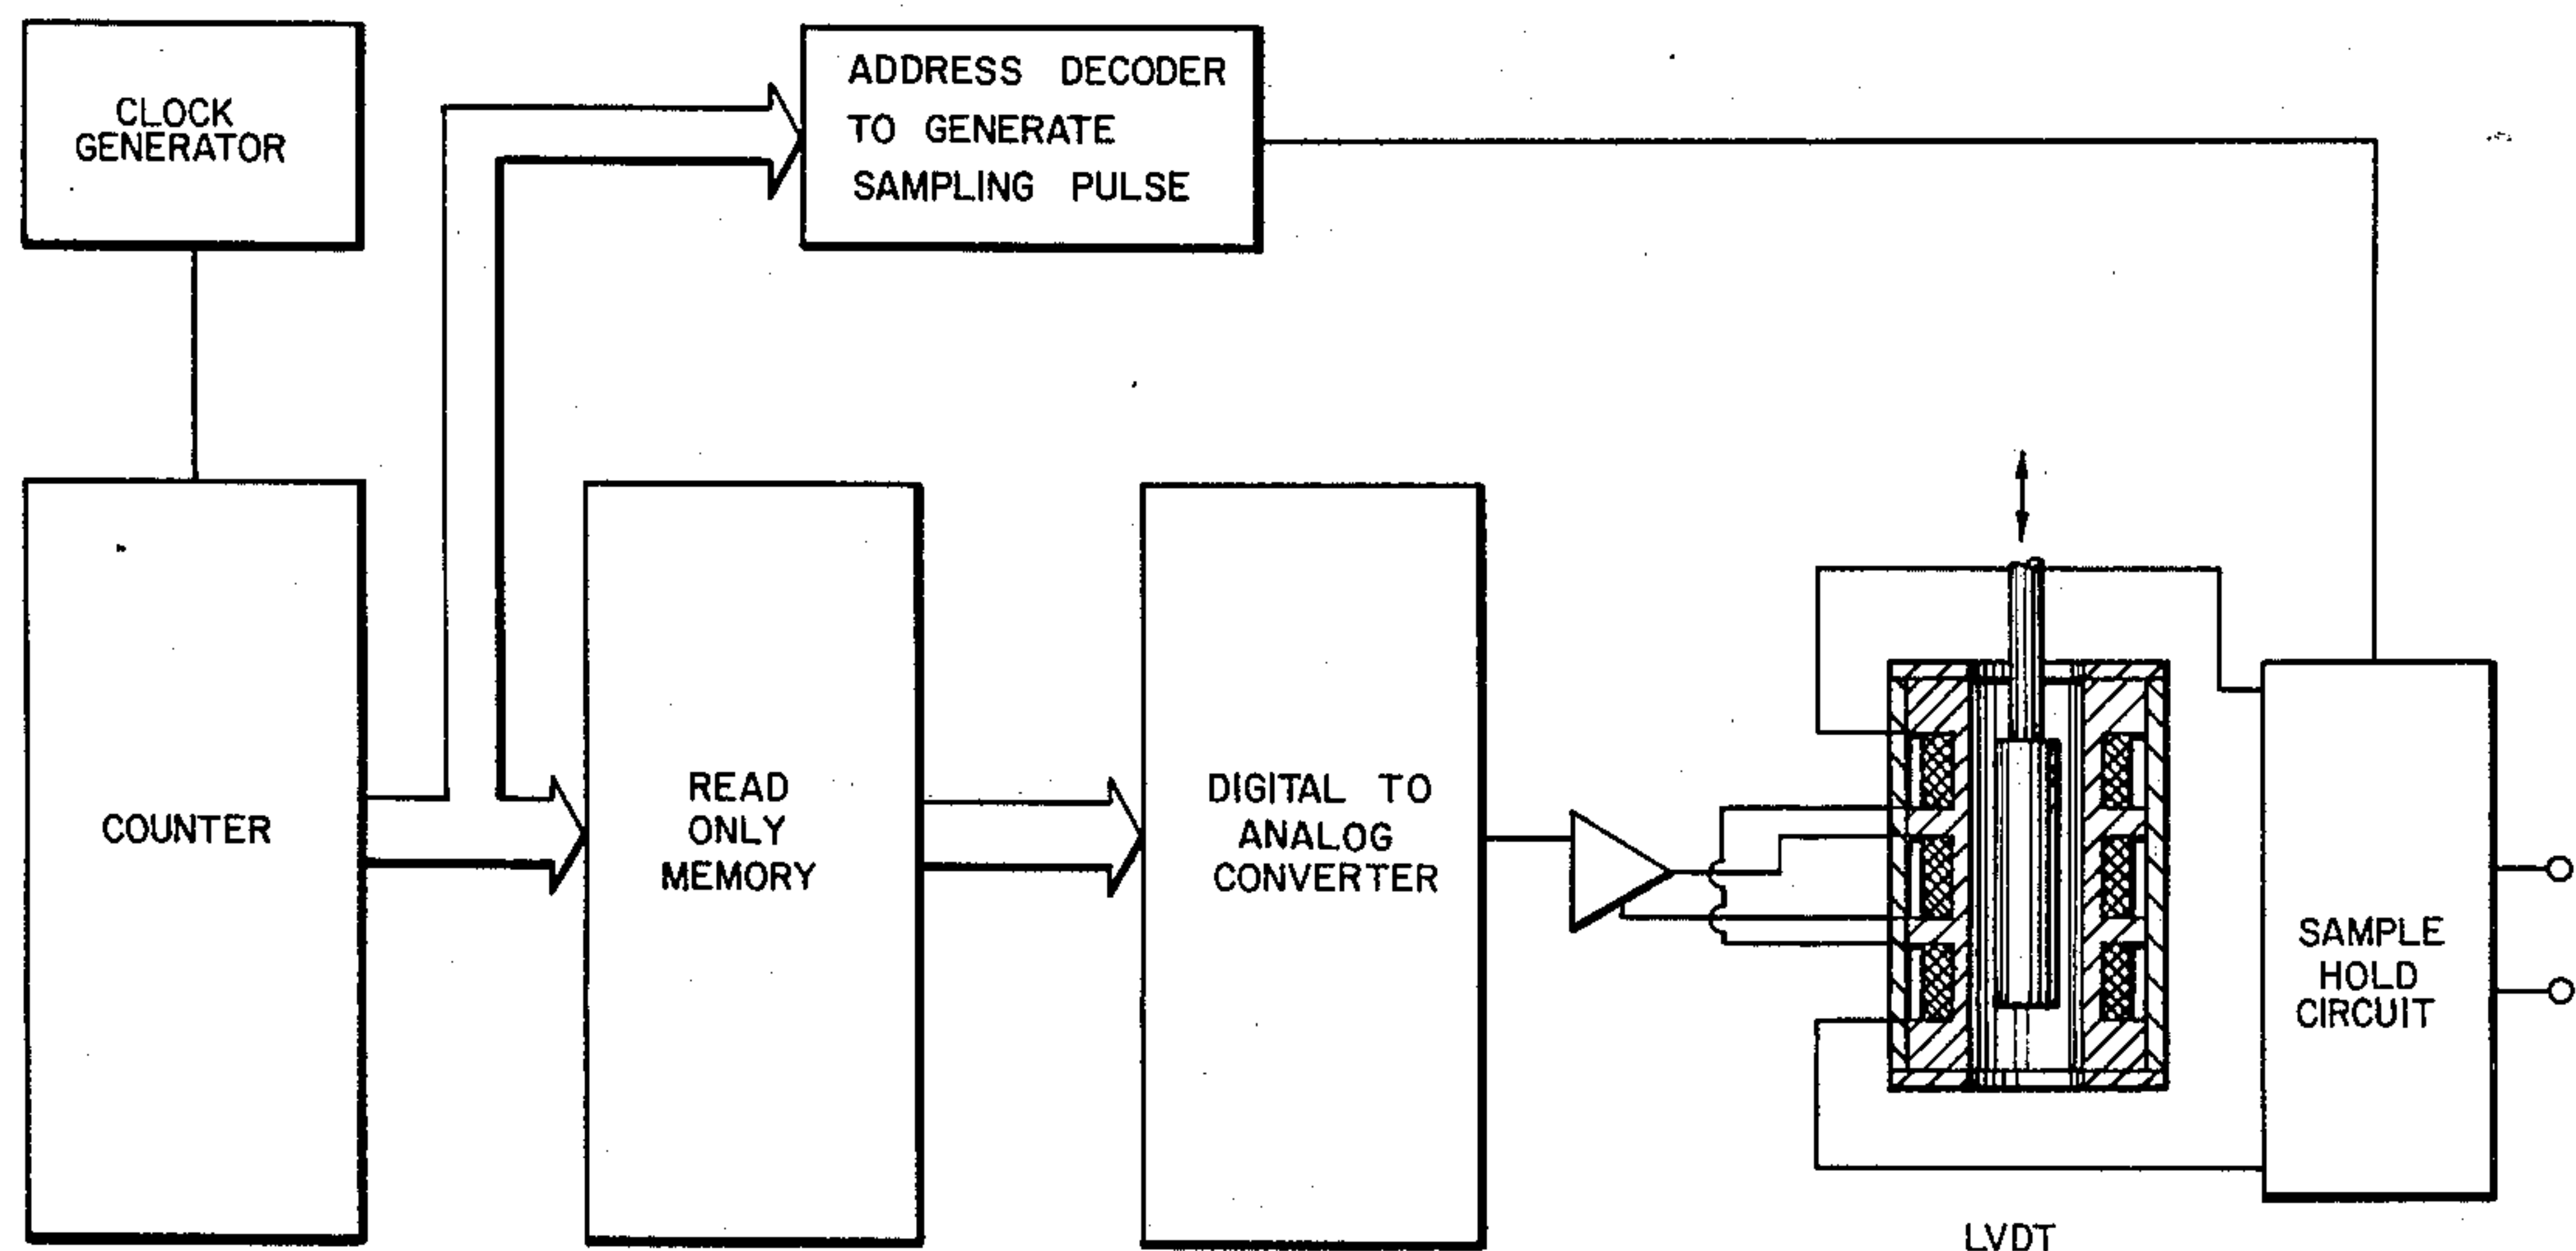 CLOCK
GENERATOR
ADDRESS DECODER
TO GENERATE
SAMPLING PULSE
COUNTER
READ
ONLY
MEMORY
DIGITAL TO
ANALOG
CONVERTER
SAMPLE
HOLD
CIRCUIT
LVDT